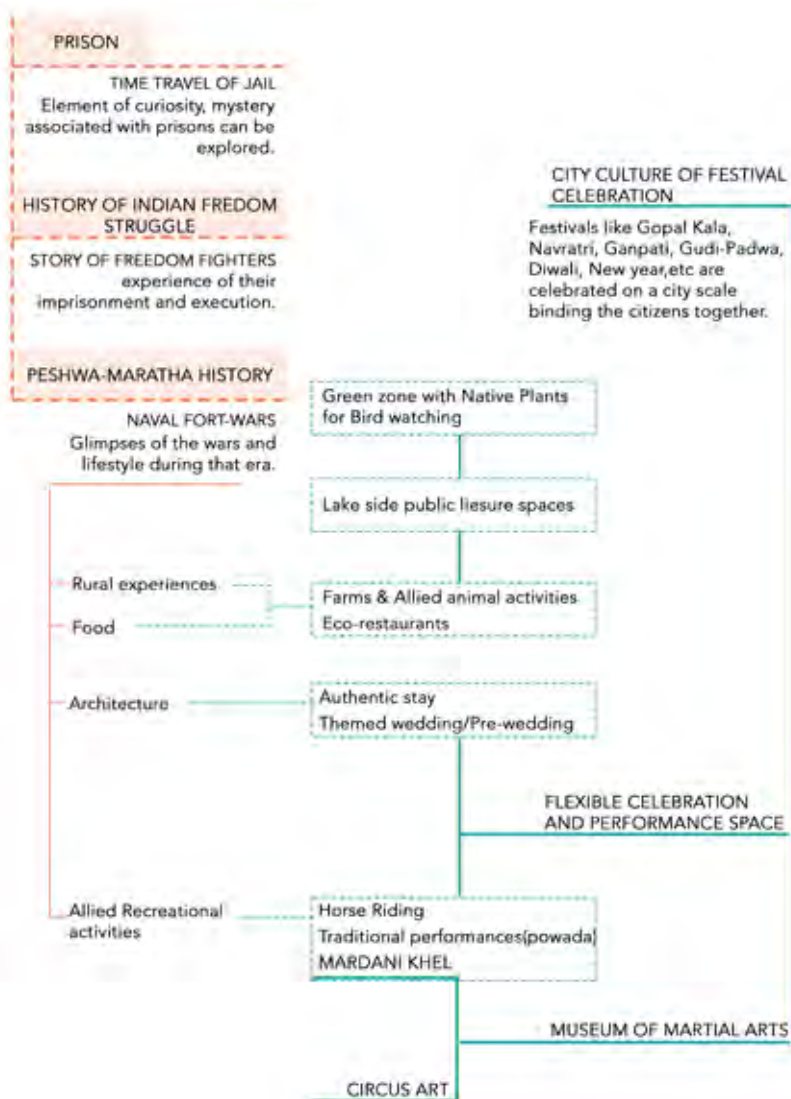 PRISON
TIME TRAVEL OF JAIL
Element of curiosity, mystery
associated with prisons can be
explored.
HISTORY OF INDIAN FREDOM
STRUGGLE
STORY OF FREEDOM FIGHTERS
experience of their
imprisonment and execution.
PESHWA-MARATHA HISTORY
NAVAL FORT-WARS
Glimpses of the wars and
lifestyle during that era.
CITY CULTURE OF FESTIVAL
CELEBRATION
Festivals like Gopal Kala,
Navratri, Ganpati, Gudi-Padwa,
Diwali, New year,etc are
celebrated on a city scale
binding the citizens together.
Green zone with Native Plants
for Bird watching
Lake side public liesure spaces
Rural experiences
Food
Farms & Allied animal activities
Eco-restaurants
Architecture
Authentic stay
Themed wedding/Pre-wedding
FLEXIBLE CELEBRATION
AND PERFORMANCE SPACE
Allied Recreational
activities
Horse Riding
Traditional performances(powada)
MARDANI KHEL
MUSEUM OF MARTIAL ARTS
CIRCUS ART